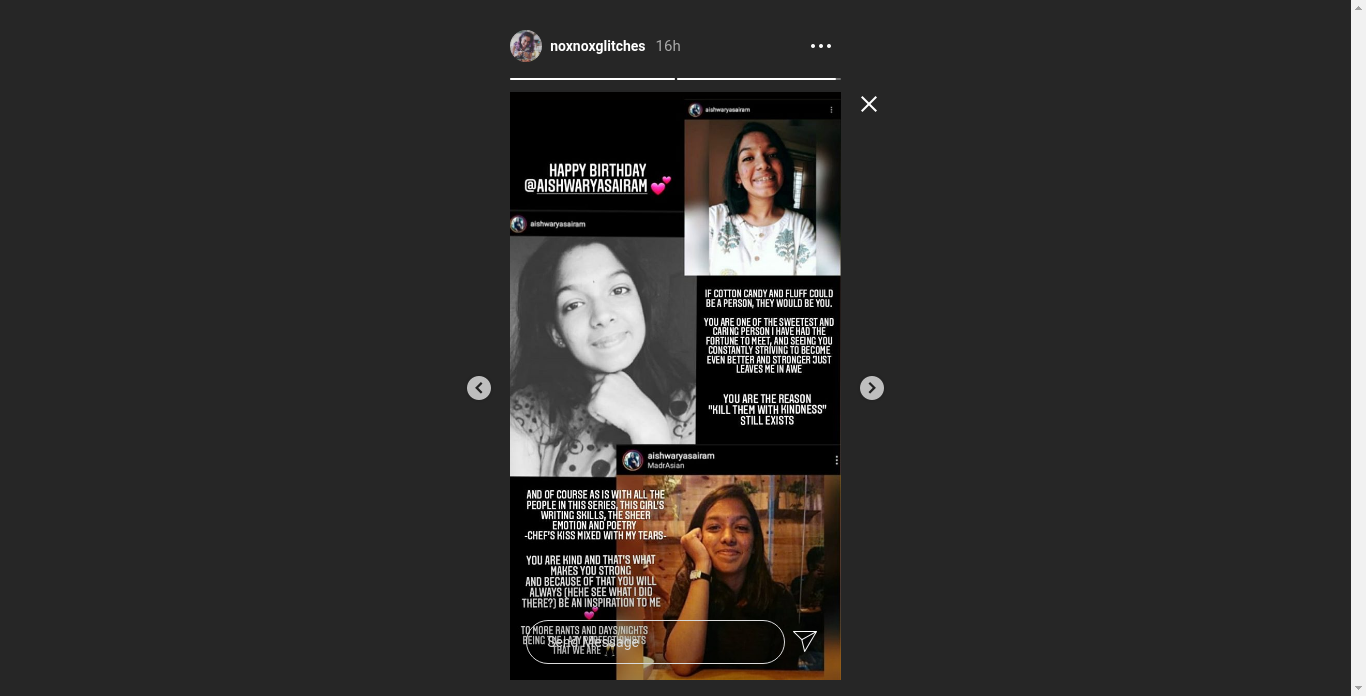 noxnoxglitches 16h
aishwaryasairam
HAPPY BIRTHDAY
@AISHWARYASAIRAM 💕
aishwaryasairam
IF COTTON CANDY AND FLUFF COULD
BE A PERSON, THEY WOULD BE YOU.
YOU ARE ONE OF THE SWEETEST AND
CARING PERSON I HAVE HAD THE
FORTUNE TO MEET, AND SEEING YOU
CONSTANTLY STRIVING TO BECOME
EVEN BETTER AND STRONGER JUST
LEAVES ME IN AWE
YOU ARE THE REASON
"KILL THEM WITH KINDNESS"
STILL EXISTS
aishwaryasairam
MadrAsian
AND OF COURSE AS IS WITH ALL THE
PEOPLE IN THIS SERIES, THIS GIRL'S
WRITING SKILLS, THE SHEER
EMOTION AND POETRY
-CHEF'S KISS MIXED WITH MY TEARS-
YOU ARE KIND AND THAT'S WHAT
MAKES YOU STRONG
AND BECAUSE OF THAT YOU WILL
ALWAYS (HEHE SEE WHAT I DID
THERE?) BE AN INSPIRATION TO ME
💕
TO MORE RANTS AND DAYS/NIGHTS
BEING THE LAZY PERFECTIONISTS
THAT WE ARE 🥂
Send Message